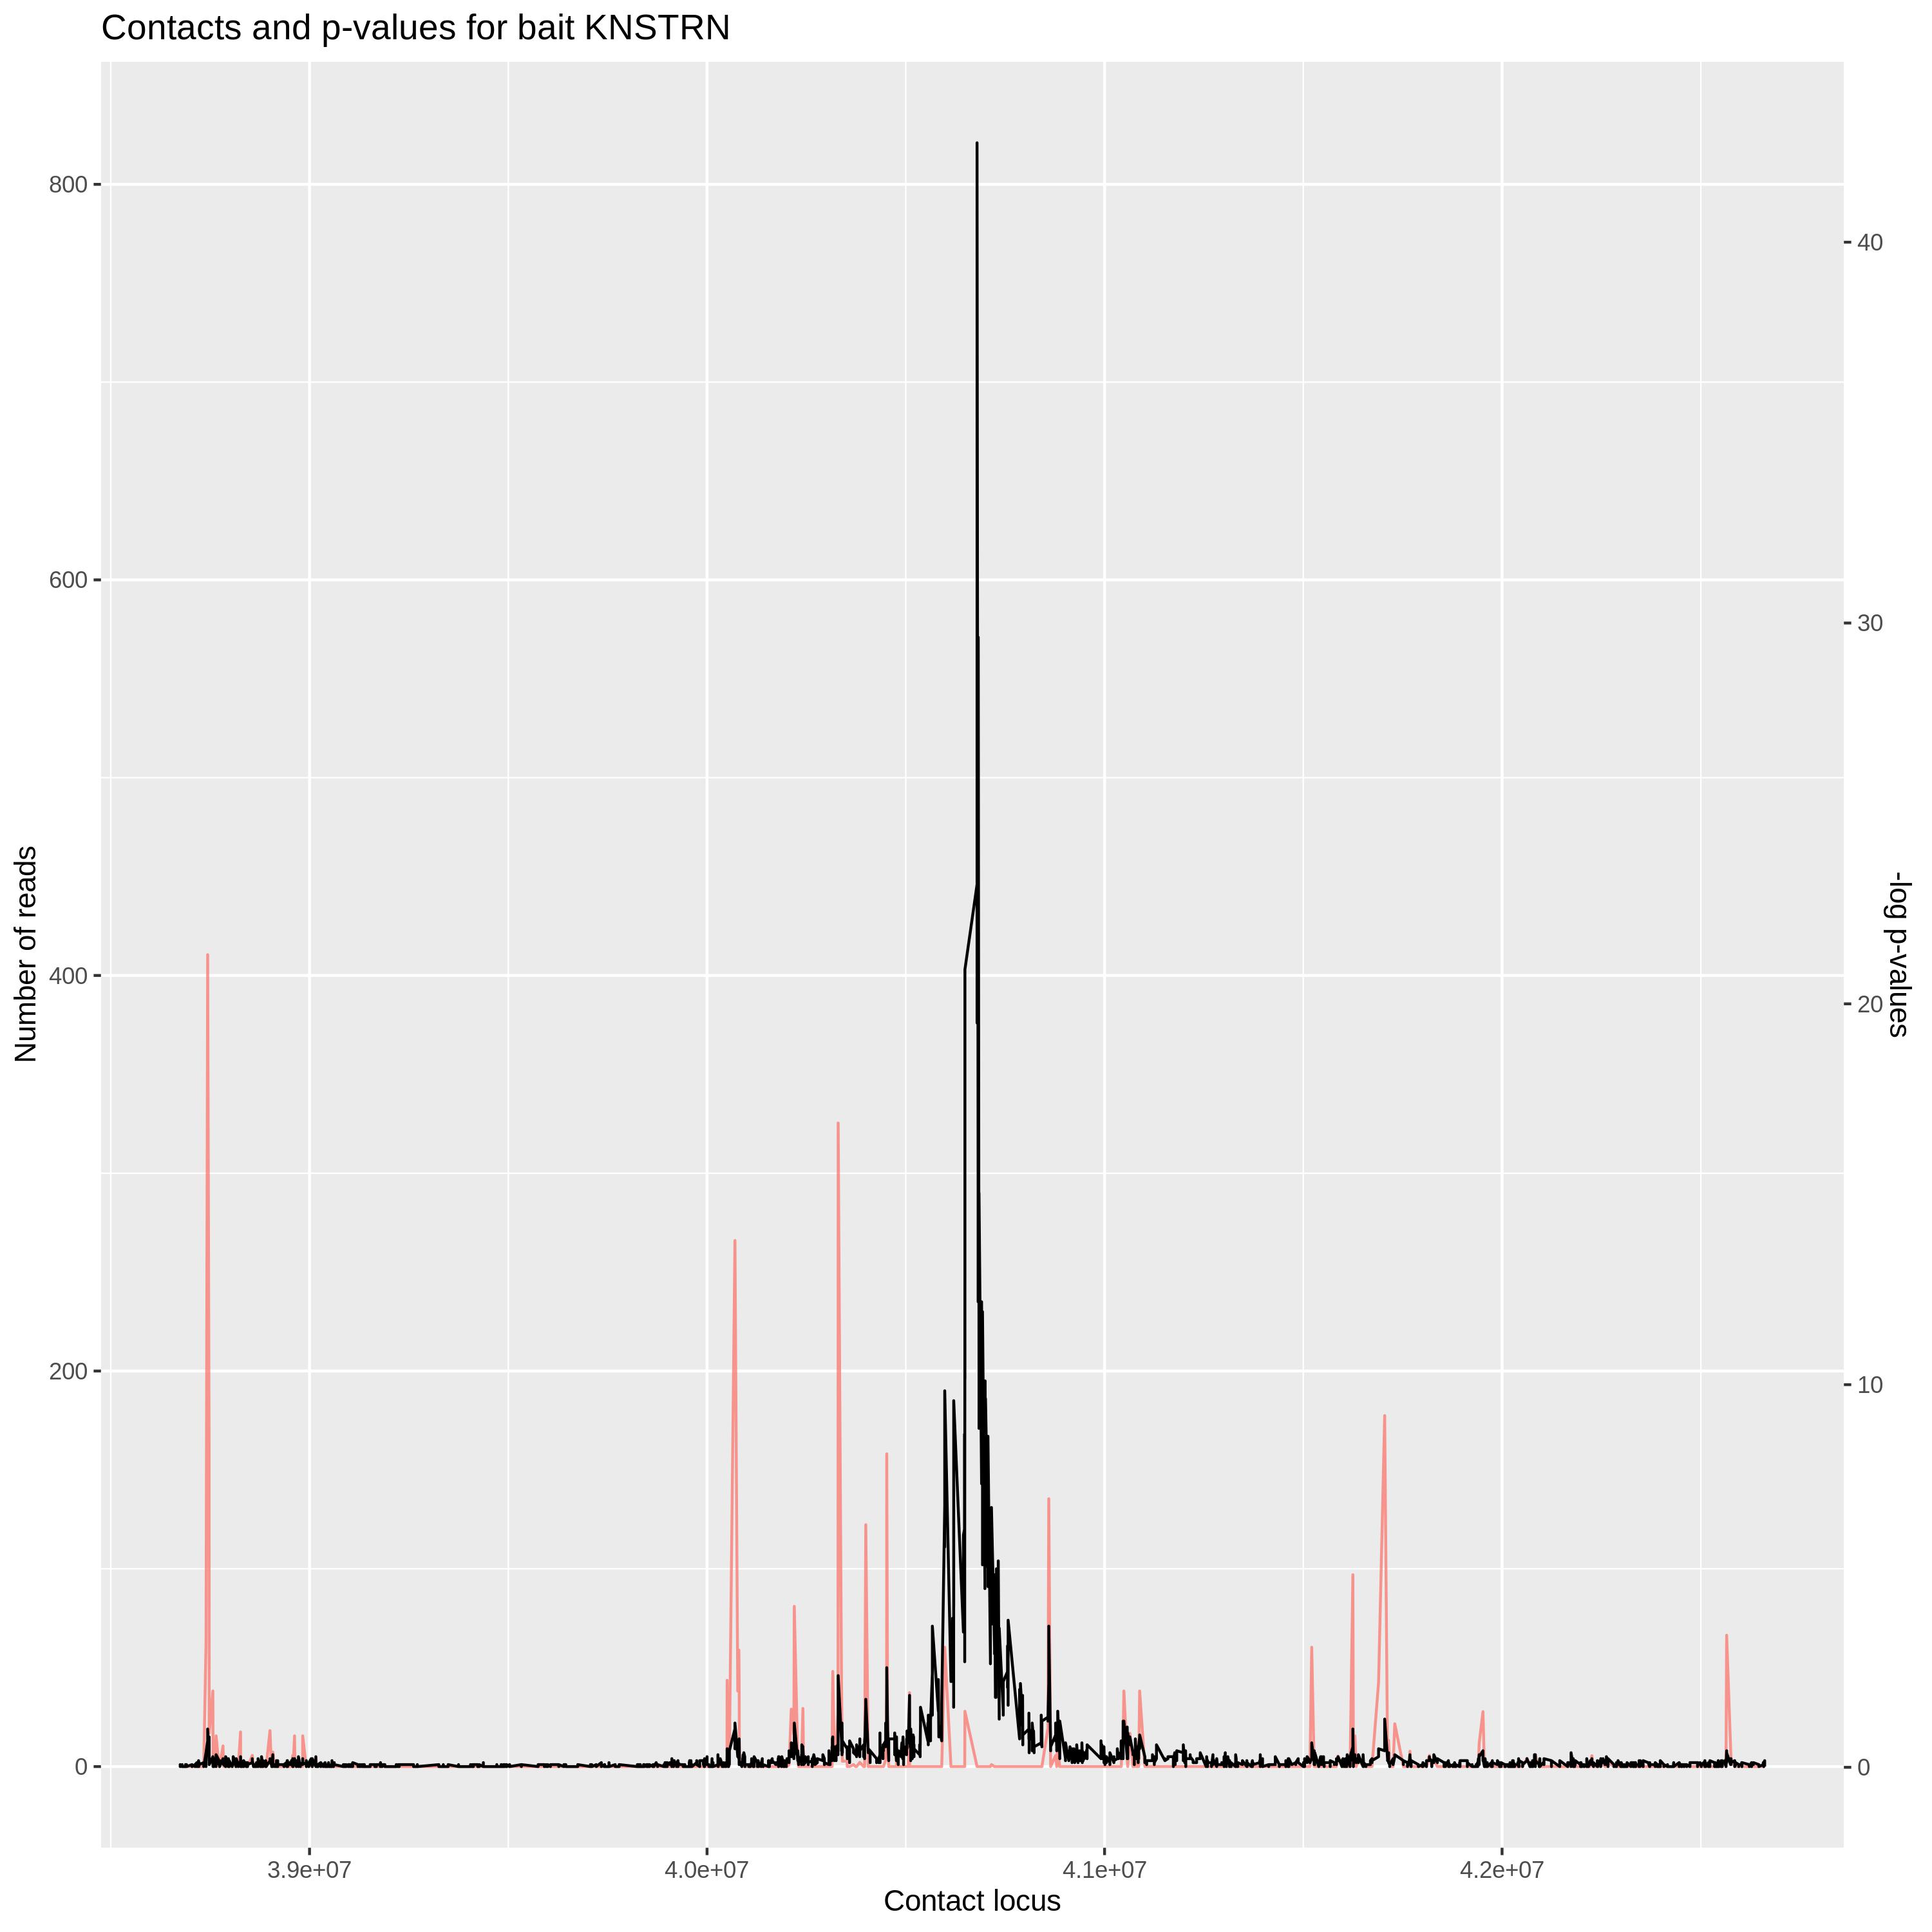 Contacts and p-values for bait KNSTRN
800
600
400
200
0
Number of reads
40
30
20
10
0
-log p-values
3.9e+07
4.0e+07
4.1e+07
4.2e+07
Contact locus